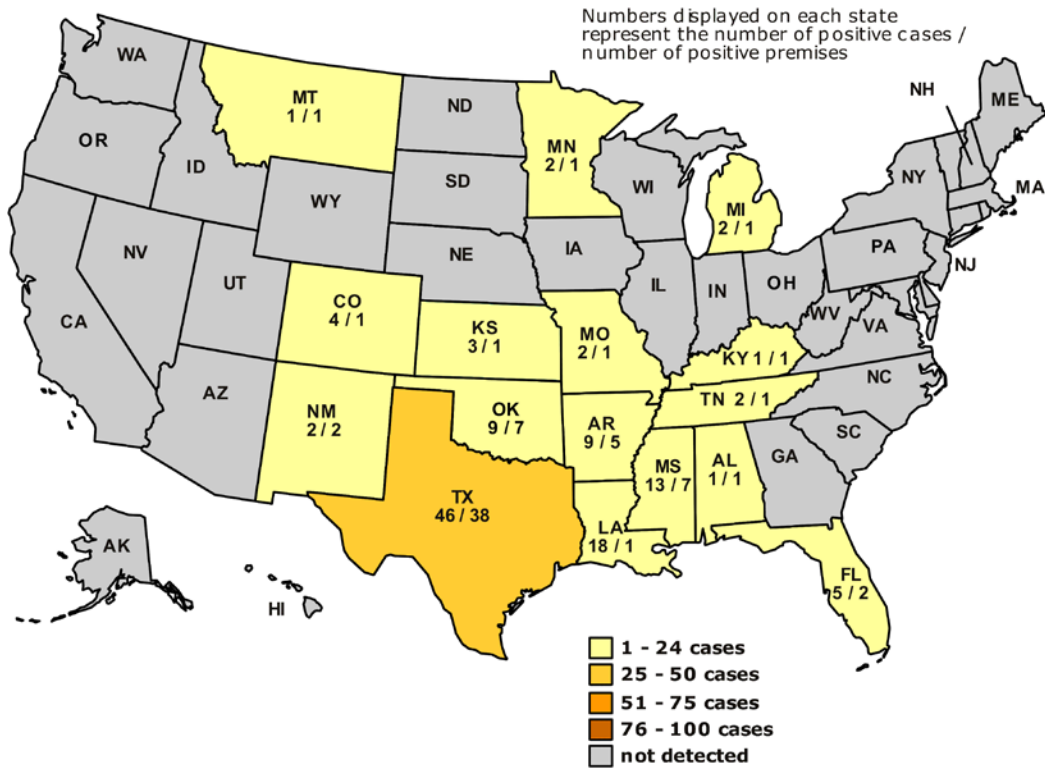 Numbers displayed on each state
represent the number of positive cases /
number of positive premises
WA
MT
1 / 1
ND
MN
2 / 1
NH
ME
OR
ID
SD
WI
NY
MA
WY
MI
2 / 1
NV
NE
IA
PA
NJ
UT
IL
IN
OH
CA
CO
4 / 1
WV
VA
KS
3 / 1
MO
2 / 1
KY 1 / 1
NC
AZ
TN 2 / 1
NM
2 / 2
OK
9 / 7
AR
9 / 5
SC
MS
13 / 7
AL
1 / 1
GA
TX
46 / 38
LA
18 / 1
AK
FL
5 / 2
HI
1 - 24 cases
25 - 50 cases
51 - 75 cases
76 - 100 cases
not detected